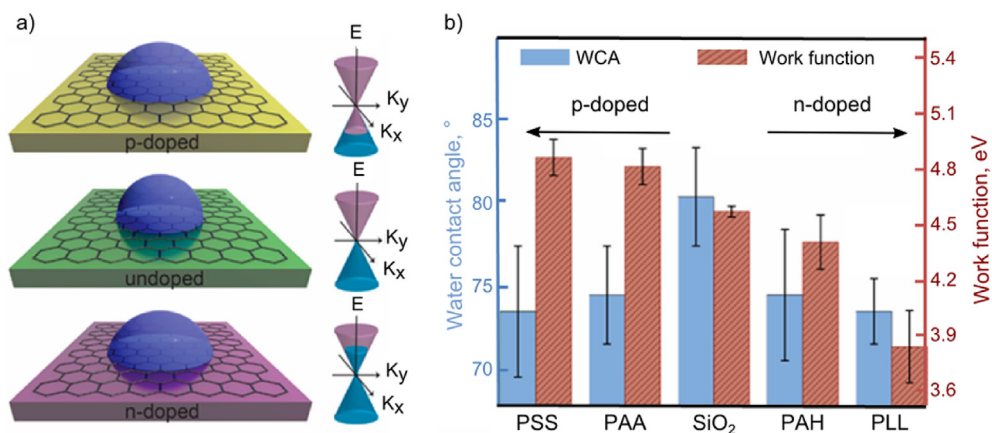 a)
E
Ky
Kx
p-doped
E
Ky
Kx
undoped
E
Ky
Kx
n-doped
b)
WCA
Work function
p-doped
n-doped
Water contact angle, °
85
80
75
70
5.4
5.1
4.8
4.5
4.2
3.9
3.6
Work function, eV
PSS PAA SiO₂ PAH PLL